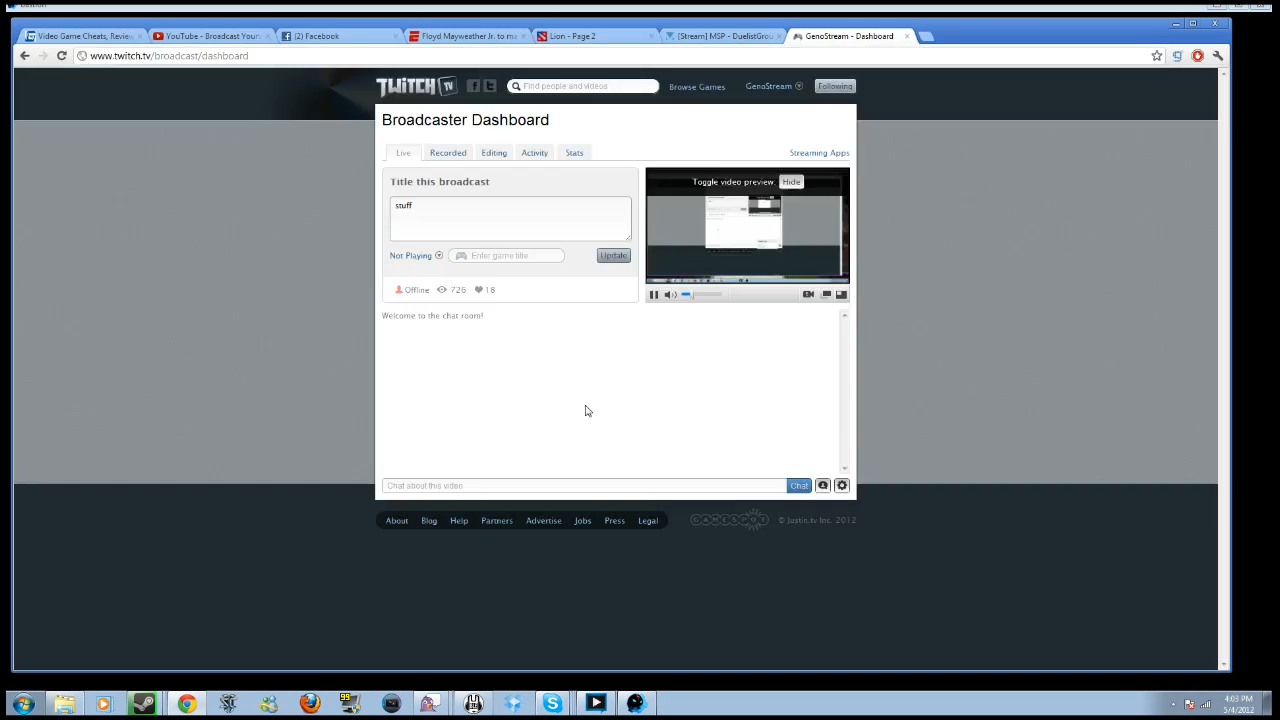 Video Game Cheats, Review
YouTube - Broadcast Your
(2) Facebook
Floyd Mayweather Jr. to m
Lion - Page 2
[Stream] MSP - DuelistGrou
GenoStream - Dashboard
www.twitch.tv/broadcast/dashboard
TWITCH TV
Find people and videos
Browse Games
GenoStream
Following
Broadcaster Dashboard
Live
Recorded
Editing
Activity
Stats
Streaming Apps
Title this broadcast
Toggle video preview
Hide
stuff
Not Playing
Enter game title
Update
Offline
726
18
Welcome to the chat room!
Chat about this video
Chat
About
Blog
Help
Partners
Advertise
Jobs
Press
Legal
GAMESPOT
© Justin.tv Inc. 2012
99
4:03 PM
5/4/2012